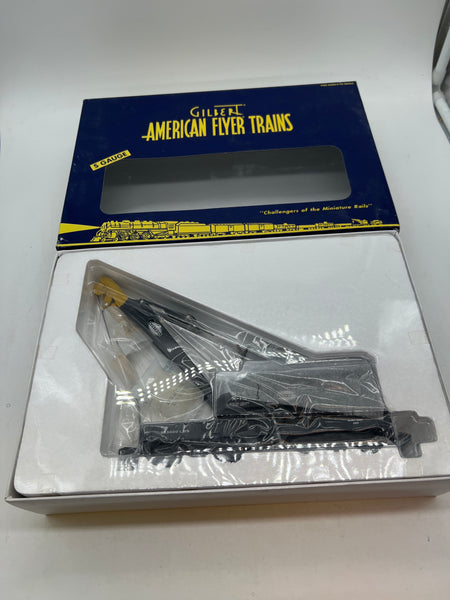 GILBERT
AMERICAN FLYER TRAINS
S GAUGE
"Challengers of the Miniature Rails"